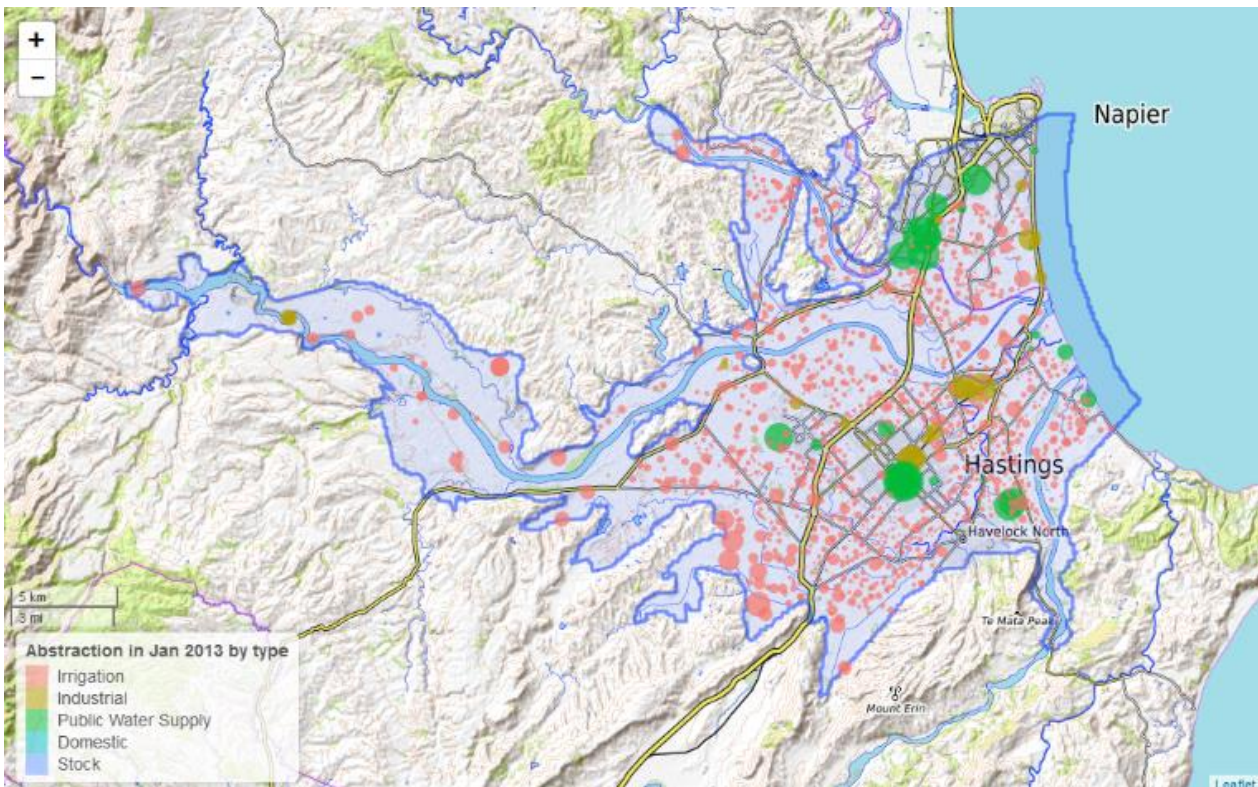 +
−
Napier
Hastings
Havelock North
Te Mata Peak
Mount Erin
5 km
3 mi
Abstraction in Jan 2013 by type
Irrigation
Industrial
Public Water Supply
Domestic
Stock
Leaflet